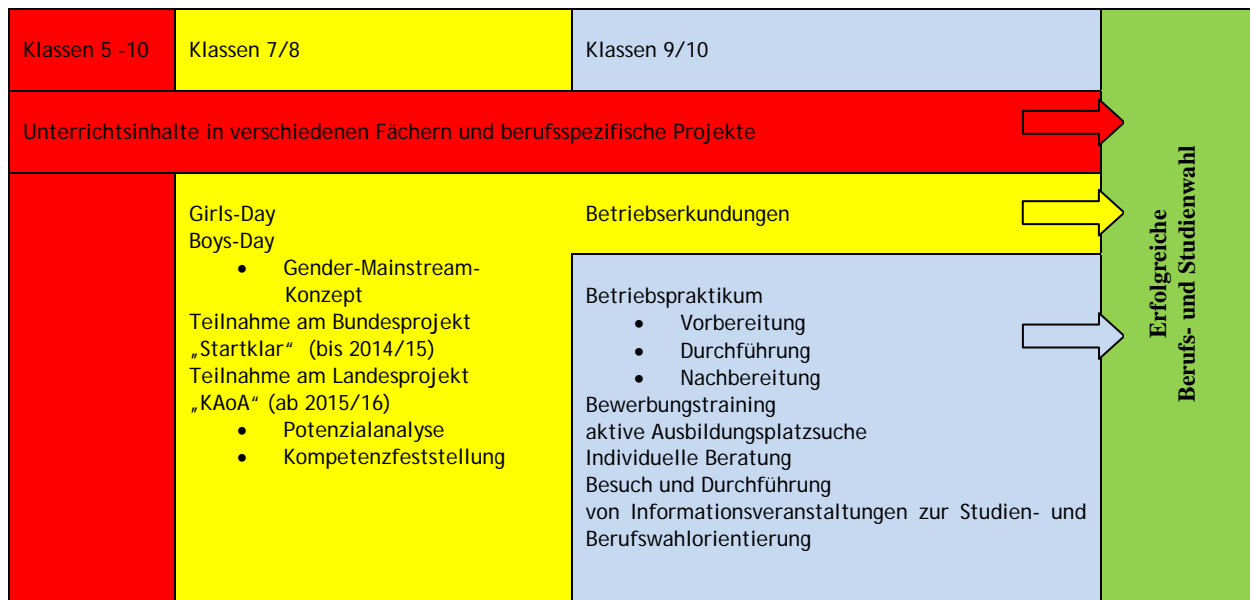 Klassen 5 -10
Klassen 7/8
Klassen 9/10
Unterrichtsinhalte in verschiedenen Fächern und berufsspezifische Projekte
Girls-Day
Boys-Day
• Gender-Mainstream-
Konzept
Teilnahme am Bundesprojekt
„Startklar“ (bis 2014/15)
Teilnahme am Landesprojekt
„KAoA“ (ab 2015/16)
• Potenzialanalyse
• Kompetenzfeststellung
Betriebserkundungen
Betriebspraktikum
• Vorbereitung
• Durchführung
• Nachbereitung
Bewerbungstraining
aktive Ausbildungsplatzsuche
Individuelle Beratung
Besuch und Durchführung
von Informationsveranstaltungen zur Studien- und
Berufswahlorientierung
Erfolgreiche
Berufs- und Studienwahl